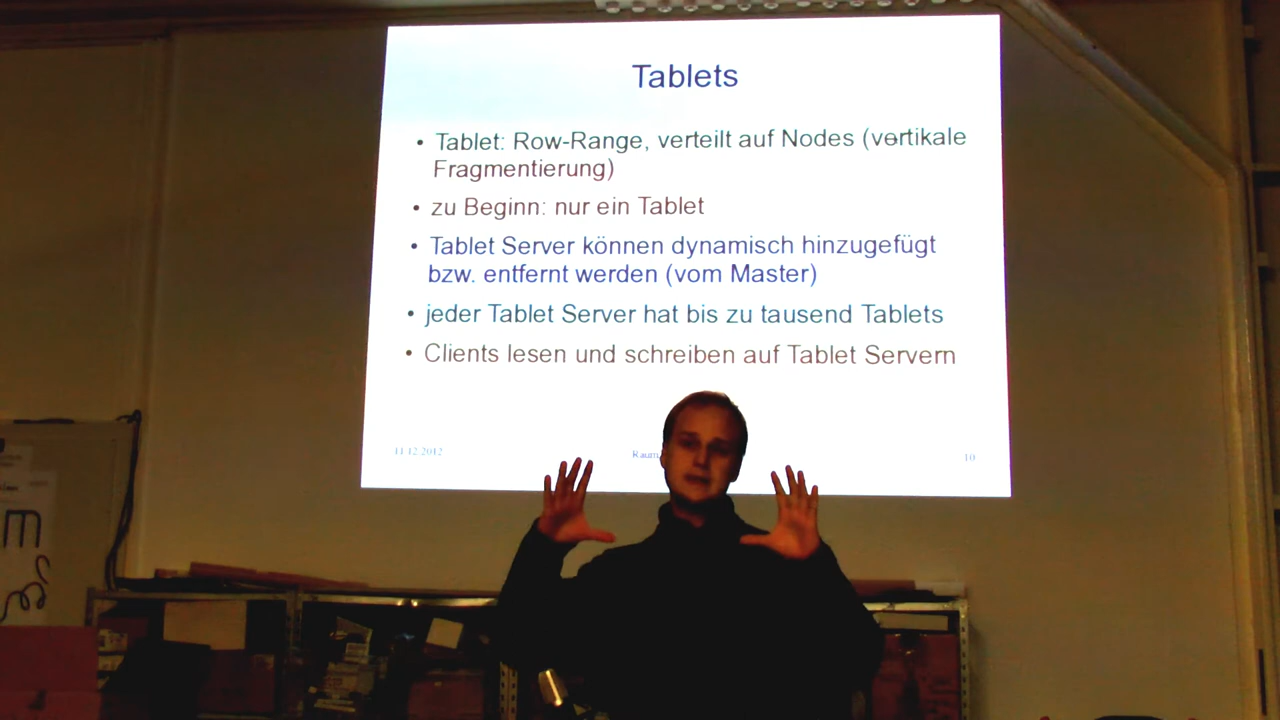 Tablets
• Tablet: Row-Range, verteilt auf Nodes (vertikale
Fragmentierung)
• zu Beginn: nur ein Tablet
• Tablet Server können dynamisch hinzugefügt
bzw. entfernt werden (vom Master)
• jeder Tablet Server hat bis zu tausend Tablets
• Clients lesen und schreiben auf Tablet Servern
11.12.2012
Raum
10